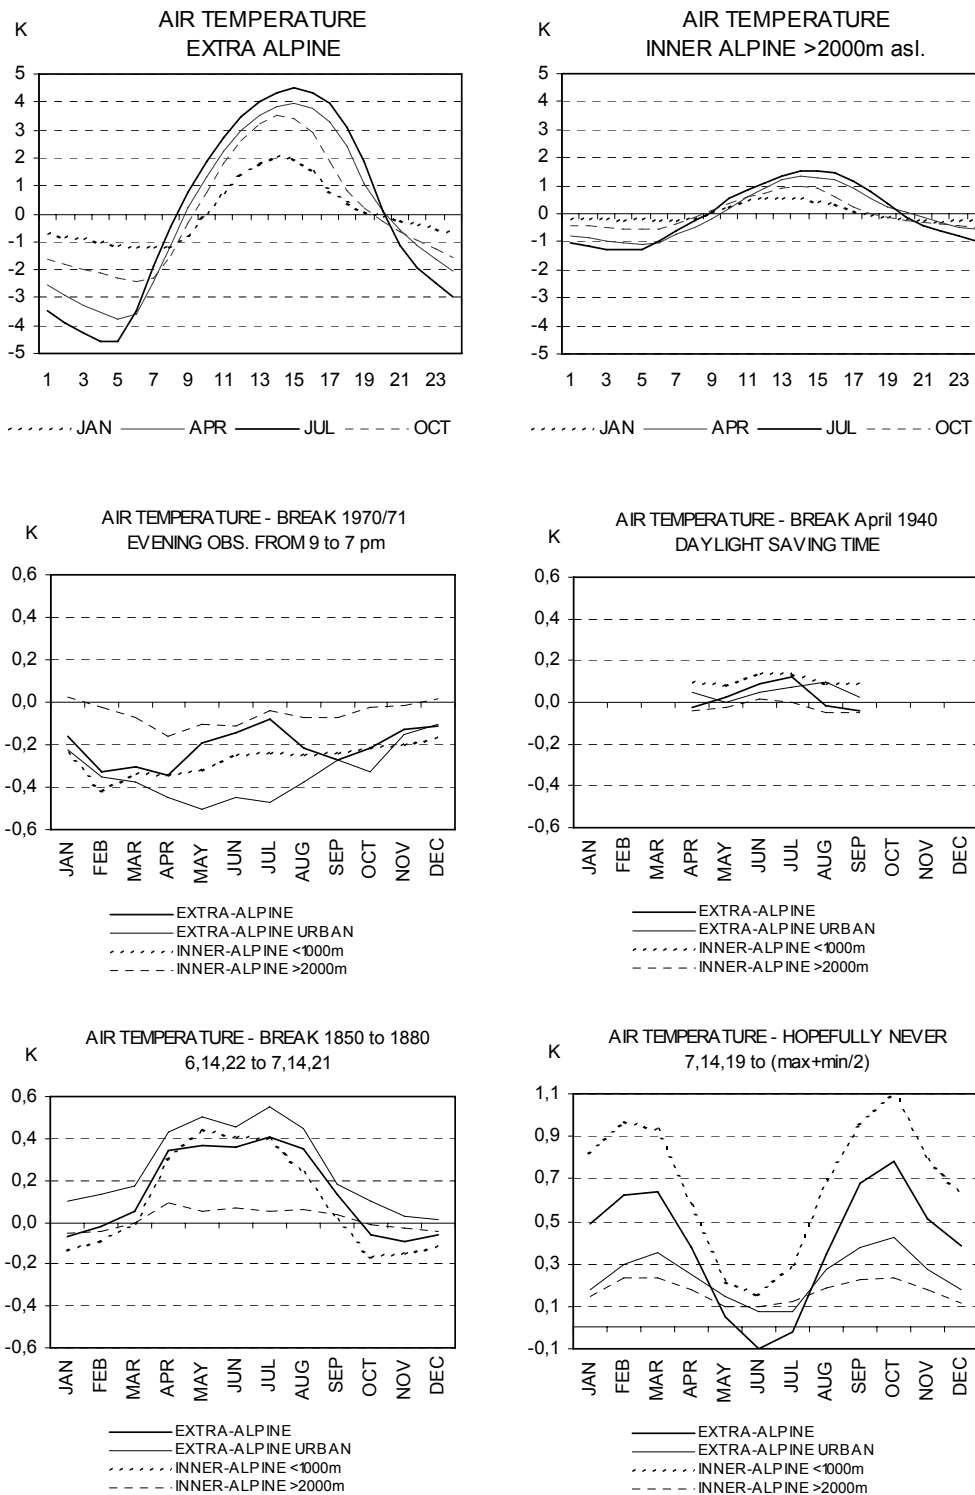 K
AIR TEMPERATURE
EXTRA ALPINE
5
4
3
2
1
0
-1
-2
-3
-4
-5
1 3 5 7 9 11 13 15 17 19 21 23
JAN APR JUL OCT
K
AIR TEMPERATURE
INNER ALPINE >2000m asl.
5
4
3
2
1
0
-1
-2
-3
-4
-5
1 3 5 7 9 11 13 15 17 19 21 23
JAN APR JUL OCT
K
AIR TEMPERATURE - BREAK 1970/71
EVENING OBS. FROM 9 to 7 pm
0,6
0,4
0,2
0,0
-0,2
-0,4
-0,6
JAN FEB MAR APR MAY JUN JUL AUG SEP OCT NOV DEC
EXTRA-ALPINE
EXTRA-ALPINE URBAN
INNER-ALPINE <1000m
INNER-ALPINE >2000m
K
AIR TEMPERATURE - BREAK April 1940
DAYLIGHT SAVING TIME
0,6
0,4
0,2
0,0
-0,2
-0,4
-0,6
JAN FEB MAR APR MAY JUN JUL AUG SEP OCT NOV DEC
EXTRA-ALPINE
EXTRA-ALPINE URBAN
INNER-ALPINE <1000m
INNER-ALPINE >2000m
K
AIR TEMPERATURE - BREAK 1850 to 1880
6,14,22 to 7,14,21
0,6
0,4
0,2
0,0
-0,2
-0,4
-0,6
JAN FEB MAR APR MAY JUN JUL AUG SEP OCT NOV DEC
EXTRA-ALPINE
EXTRA-ALPINE URBAN
INNER-ALPINE <1000m
INNER-ALPINE >2000m
K
AIR TEMPERATURE - HOPEFULLY NEVER
7,14,19 to (max+min/2)
1,1
0,9
0,7
0,5
0,3
0,1
-0,1
JAN FEB MAR APR MAY JUN JUL AUG SEP OCT NOV DEC
EXTRA-ALPINE
EXTRA-ALPINE URBAN
INNER-ALPINE <1000m
INNER-ALPINE >2000m